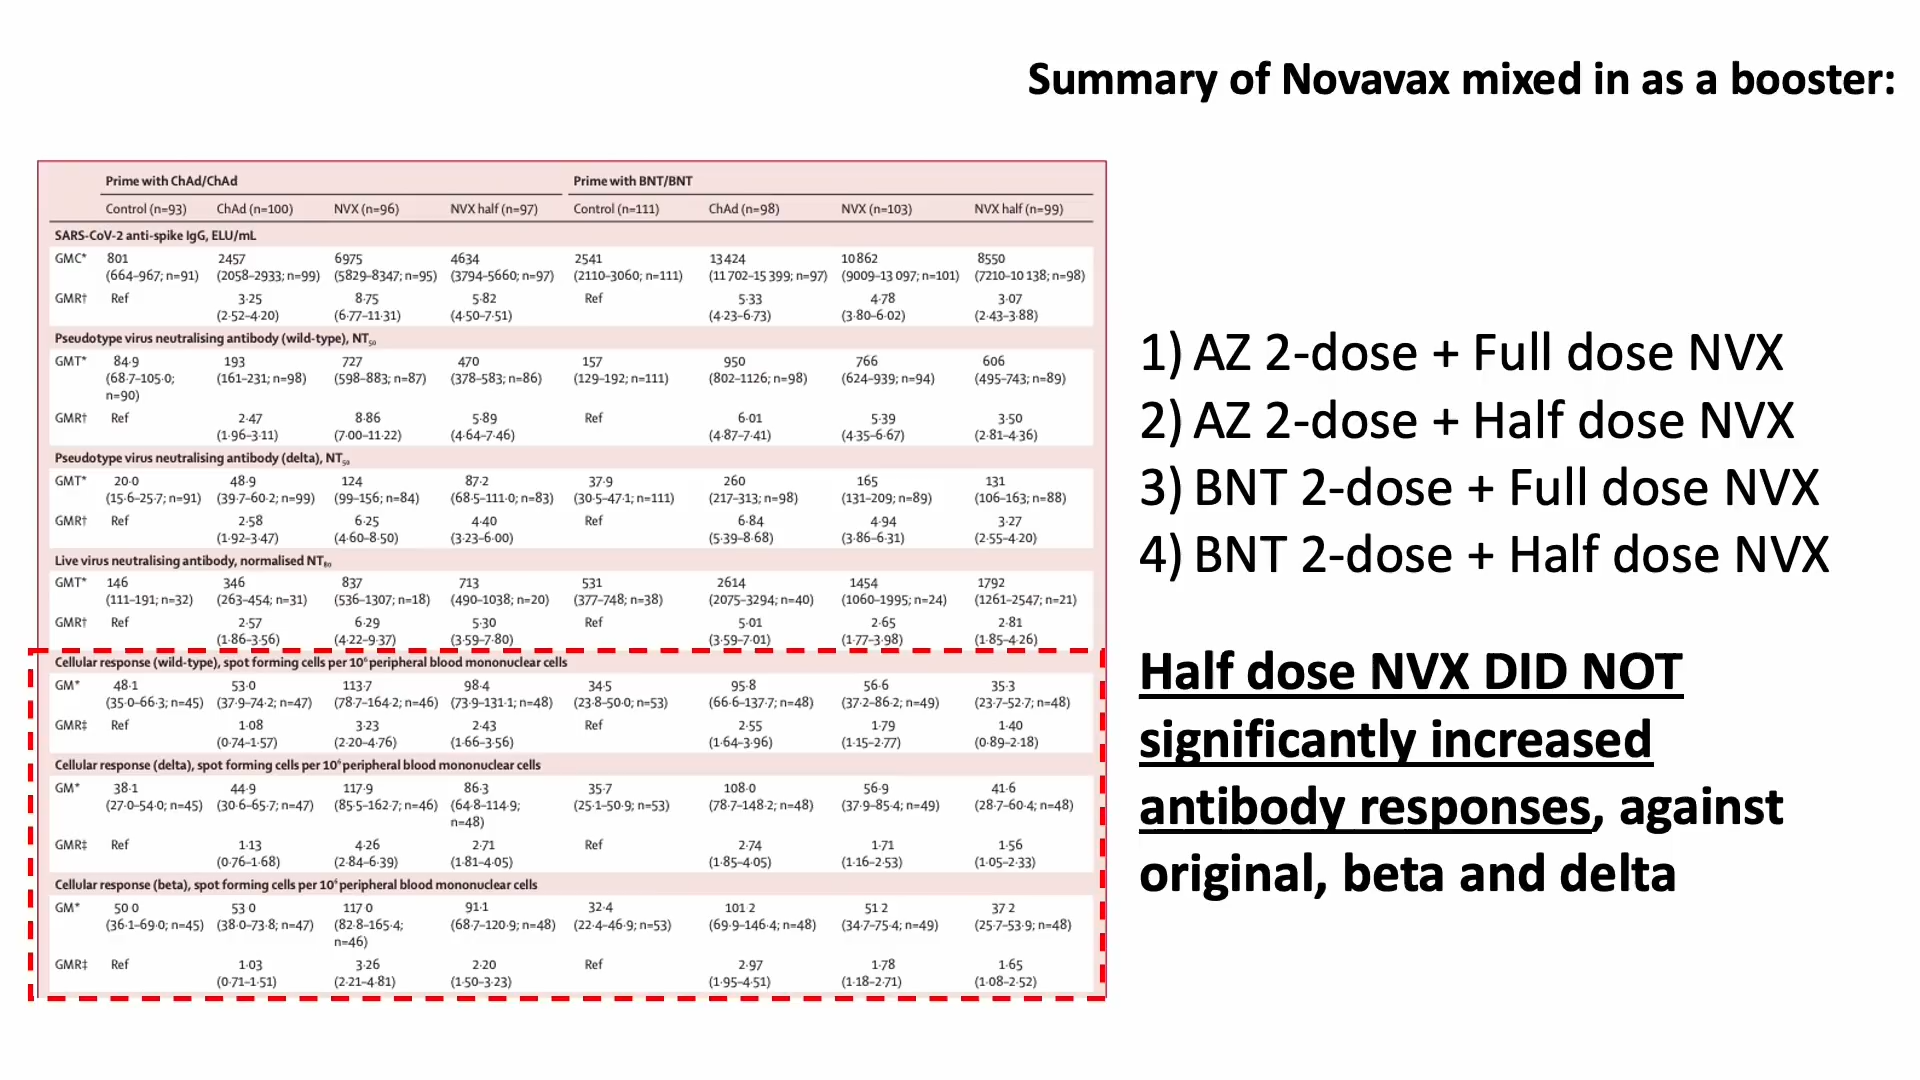 Summary of Novavax mixed in as a booster:
Prime with ChAd/ChAd Prime with BNT/BNT
Control (n=93) ChAd (n=100) NVX (n=96) NVX half (n=97) Control (n=111) ChAd (n=98) NVX (n=103) NVX half (n=99)
SARS-CoV-2 anti-spike IgG, ELU/mL
GMC* 801 2457 6975 4634 2541 13 424 10 862 8550
(664–967; n=91) (2058–2933; n=99) (5829–8347; n=95) (3794–5660; n=97) (2110–3060; n=111) (11 702–15 399; n=97) (9009–13 097; n=101) (7210–10 138; n=98)
GMR† Ref 3·25 8·75 5·82 Ref 5·33 4·78 3·07
(2·52–4·20) (6·77–11·31) (4·50–7·51) (4·23–6·73) (3·80–6·02) (2·43–3·88)
Pseudotype virus neutralising antibody (wild-type), NT₅₀
GMT* 84·9 193 727 470 157 950 766 606
(68·7–105·0; (161–231; n=98) (598–883; n=87) (378–583; n=86) (129–192; n=111) (802–1126; n=98) (624–939; n=94) (495–743; n=89)
n=90)
GMR† Ref 2·47 8·86 5·89 Ref 6·01 5·39 3·50
(1·96–3·11) (7·00–11·22) (4·64–7·46) (4·87–7·41) (4·35–6·67) (2·81–4·36)
Pseudotype virus neutralising antibody (delta), NT₅₀
GMT* 20·0 48·9 124 87·2 37·9 260 165 131
(15·6–25·7; n=91) (39·7–60·2; n=99) (99–156; n=84) (68·5–111·0; n=83) (30·5–47·1; n=111) (217–313; n=98) (131–209; n=89) (106–163; n=88)
GMR† Ref 2·58 6·25 4·40 Ref 6·84 4·94 3·27
(1·92–3·47) (4·60–8·50) (3·23–6·00) (5·39–8·68) (3·86–6·31) (2·55–4·20)
Live virus neutralising antibody, normalised NT₈₀
GMT* 146 346 837 713 531 2614 1454 1792
(111–191; n=32) (263–454; n=31) (536–1307; n=18) (490–1038; n=20) (377–748; n=38) (2075–3294; n=40) (1060–1995; n=24) (1261–2547; n=21)
GMR† Ref 2·57 6·29 5·30 Ref 5·01 2·65 2·81
(1·86–3·56) (4·22–9·37) (3·59–7·80) (3·59–7·01) (1·77–3·98) (1·85–4·26)
Cellular response (wild-type), spot forming cells per 10⁶ peripheral blood mononuclear cells
GM* 48·1 53·0 113·7 98·4 34·5 95·8 56·6 35·3
(35·0–66·3; n=45) (37·9–74·2; n=47) (78·7–164·2; n=46) (73·9–131·1; n=48) (23·8–50·0; n=53) (66·6–137·7; n=48) (37·2–86·2; n=49) (23·7–52·7; n=48)
GMR‡ Ref 1·08 3·23 2·43 Ref 2·55 1·79 1·40
(0·74–1·57) (2·20–4·76) (1·66–3·56) (1·64–3·96) (1·15–2·77) (0·89–2·18)
Cellular response (delta), spot forming cells per 10⁶ peripheral blood mononuclear cells
GM* 38·1 44·9 117·9 86·3 35·7 108·0 56·9 41·6
(27·0–54·0; n=45) (30·6–65·7; n=47) (85·5–162·7; n=46) (64·8–114·9; (25·1–50·9; n=53) (78·7–148·2; n=48) (37·9–85·4; n=49) (28·7–60·4; n=48)
n=48)
GMR‡ Ref 1·13 4·26 2·71 Ref 2·74 1·71 1·56
(0·76–1·68) (2·84–6·39) (1·81–4·05) (1·85–4·05) (1·16–2·53) (1·05–2·33)
Cellular response (beta), spot forming cells per 10⁶ peripheral blood mononuclear cells
GM* 50 0 53 0 117 0 91·1 32·4 101 2 51 2 37 2
(36·1–69·0; n=45) (38·0–73·8; n=47) (82·8–165·4; (68·7–120·9; n=48) (22·4–46·9; n=53) (69·9–146·4; n=48) (34·7–75·4; n=49) (25·7–53·9; n=48)
n=46)
GMR‡ Ref 1·03 3·26 2·20 Ref 2·97 1·78 1·65
(0·71–1·51) (2·21–4·81) (1·50–3·23) (1·95–4·51) (1·18–2·71) (1·08–2·52)
1) AZ 2-dose + Full dose NVX
2) AZ 2-dose + Half dose NVX
3) BNT 2-dose + Full dose NVX
4) BNT 2-dose + Half dose NVX
Half dose NVX DID NOT
significantly increased
antibody responses, against
original, beta and delta